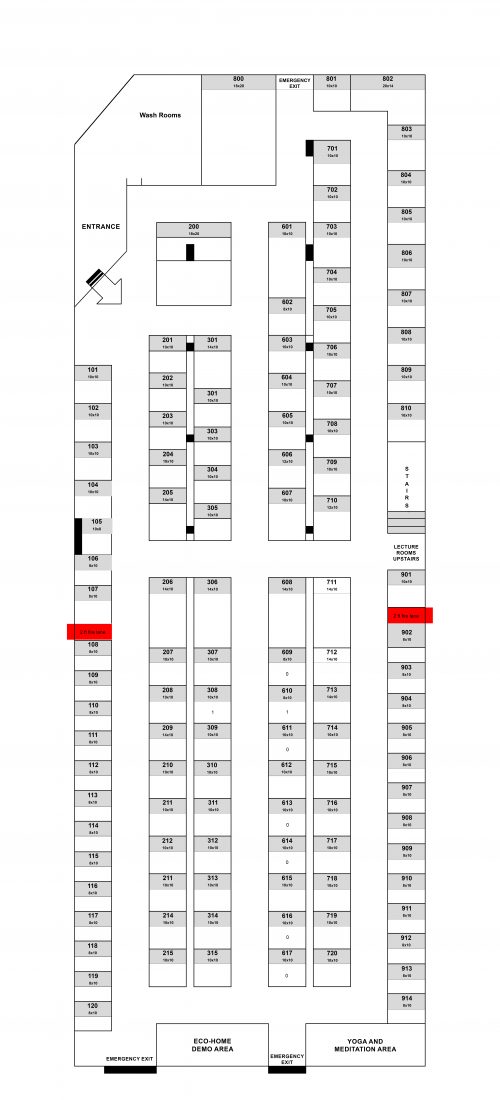 800
10x20
EMERGENCY
EXIT
801
10x10
802
20x14
Wash Rooms
ENTRANCE
101
10x10
102
10x10
103
10x10
104
10x10
105
10x8
106
8x10
107
8x10
108
8x10
109
8x10
110
8x10
111
8x10
112
8x10
113
8x10
114
8x10
115
8x10
116
8x10
117
8x10
118
8x10
119
8x10
120
8x10
200
201
10x10
202
10x10
203
10x10
204
10x10
205
14x10
206
14x10
207
10x10
208
10x10
209
14x10
210
10x10
211
10x10
212
10x10
211
10x10
214
10x10
215
10x10
301
14x10
301
10x10
303
10x10
304
10x10
305
10x10
306
14x10
307
10x10
308
10x10
1
309
10x10
310
10x10
311
10x10
312
10x10
313
10x10
314
10x10
315
10x10
601
10x10
602
8x10
603
10x10
604
10x10
605
10x10
606
12x10
607
10x10
608
14x10
609
8x10
0
610
8x10
1
611
10x10
0
612
10x10
613
10x10
0
614
10x10
0
615
10x10
616
10x10
0
617
10x10
0
701
10x10
702
10x10
703
10x10
704
10x10
705
10x10
706
10x10
707
10x10
708
10x10
709
10x10
710
12x10
711
14x10
712
14x10
713
14x10
714
10x10
715
10x10
716
10x10
717
10x10
718
10x10
719
10x10
720
10x10
803
10x10
804
10x10
805
10x10
806
10x10
807
10x10
808
10x10
809
10x10
810
10x10
STAIRS
LECTURE
ROOMS
UPSTAIRS
901
10x10
902
8x10
903
8x10
904
8x10
905
8x10
906
8x10
907
8x10
908
8x10
909
8x10
910
8x10
911
8x10
912
8x10
913
8x10
914
8x10
EMERGENCY EXIT
ECO-HOME
DEMO AREA
EMERGENCY
EXIT
YOGA AND
MEDITATION AREA